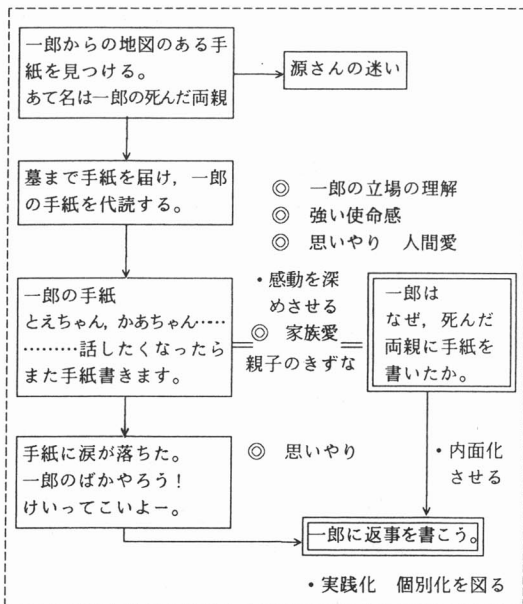 一郎からの地図のある手
紙を見つける。
あて名は一郎の死んだ両親
源さんの迷い
墓まで手紙を届け，一郎
の手紙を代読する。
◎　一郎の立場の理解
◎　強い使命感
◎　思いやり　人間愛
一郎の手紙
とえちゃん，かあちゃん……
………話したくなったら
また手紙書きます。
・感動を深
めさせる
◎　家族愛
親子のきずな
一郎は
なぜ，死んだ
両親に手紙を
書いたか。
手紙に涙が落ちた。
一郎のばかやろう！
けいってこいよー。
◎　思いやり
・内面化
させる
一郎に返事を書こう。
・実践化　個別化を図る